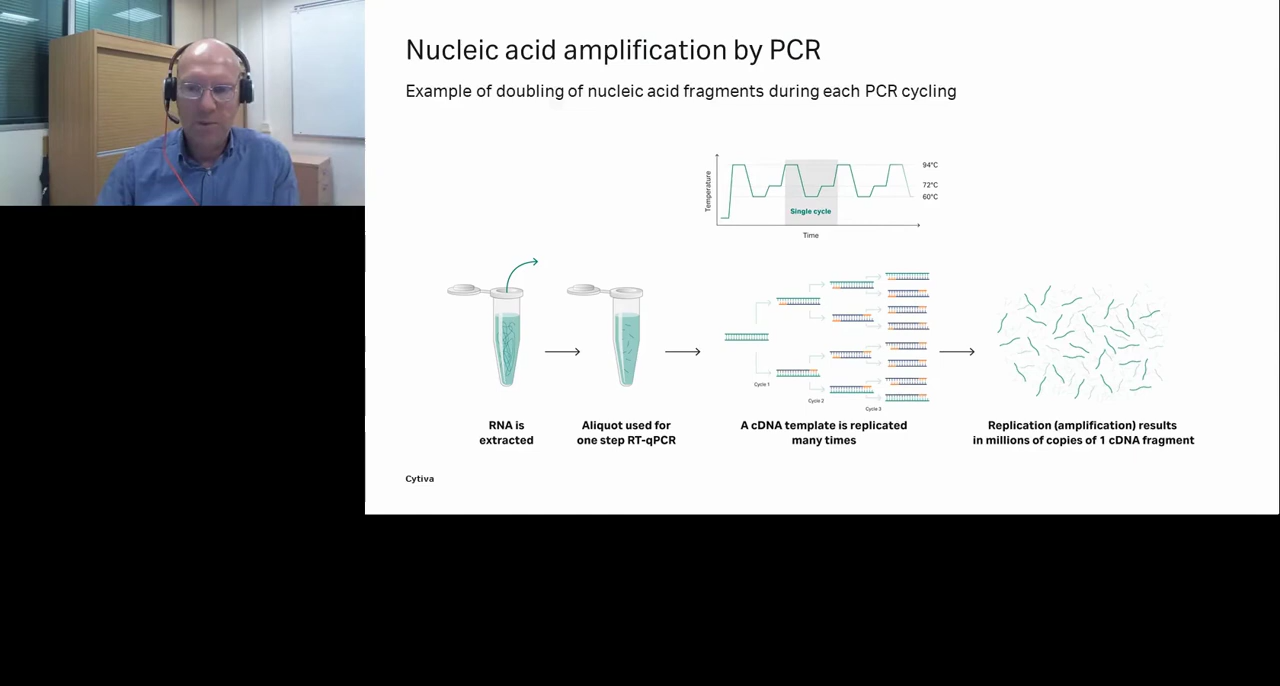 Nucleic acid amplification by PCR
Example of doubling of nucleic acid fragments during each PCR cycling
Temperature
94°C
72°C
60°C
Single cycle
Time
Cycle 1
Cycle 2
Cycle 3
RNA is
extracted
Aliquot used for
one step RT-qPCR
A cDNA template is replicated
many times
Replication (amplification) results
in millions of copies of 1 cDNA fragment
Cytiva